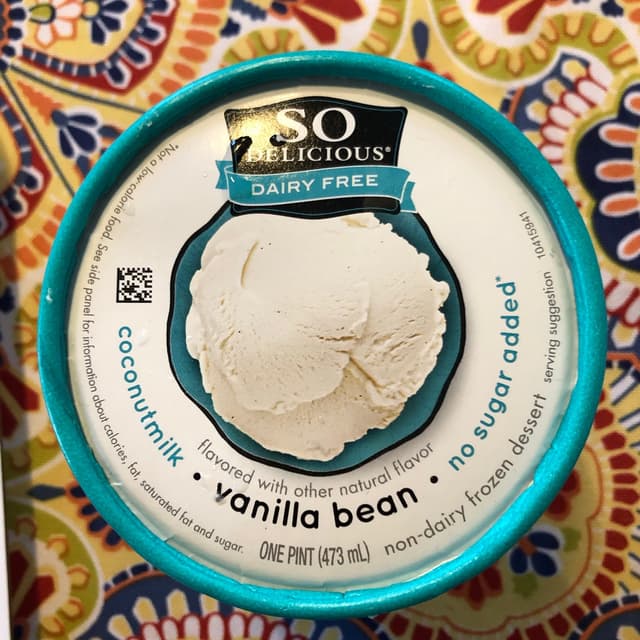 SO
DELICIOUS®
DAIRY FREE
*Not a low-calorie food. See side panel for information about calories, fat, saturated fat and sugar.
coconutmilk • vanilla bean • no sugar added*
flavored with other natural flavor
ONE PINT (473 mL) non-dairy frozen dessert serving suggestion 10415941